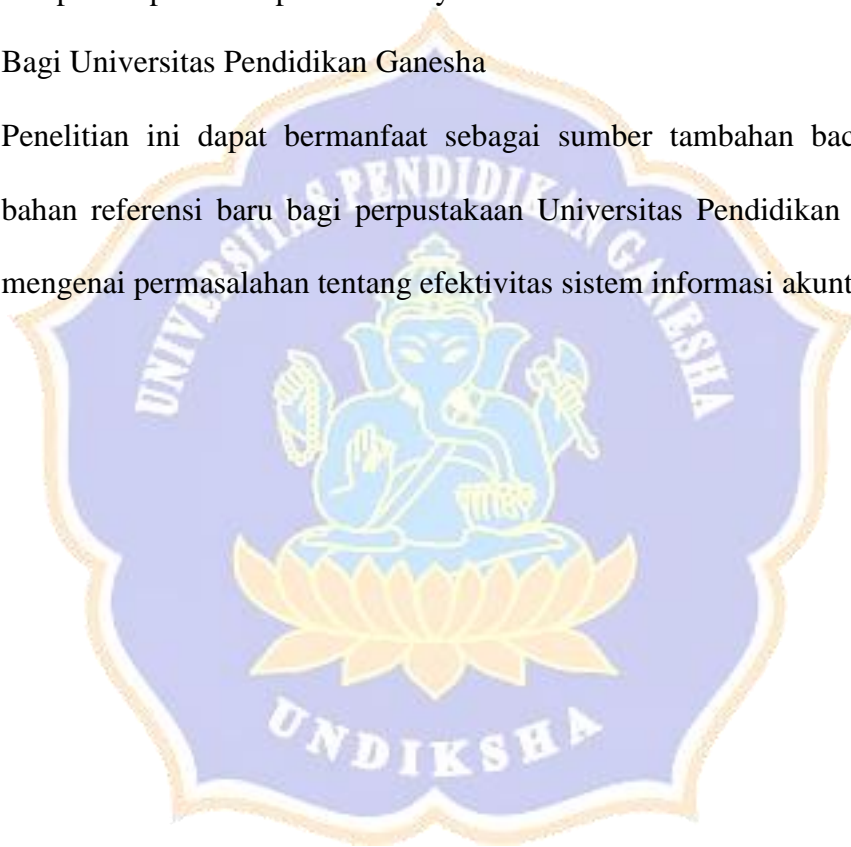 Bagi Universitas Pendidikan Ganesha
Penelitian ini dapat bermanfaat sebagai sumber tambahan bac
bahan referensi baru bagi perpustakaan Universitas Pendidikan
mengenai permasalahan tentang efektivitas sistem informasi akunt
UNIVERSITAS PENDIDIKAN GANESHA
UNDIKSHA